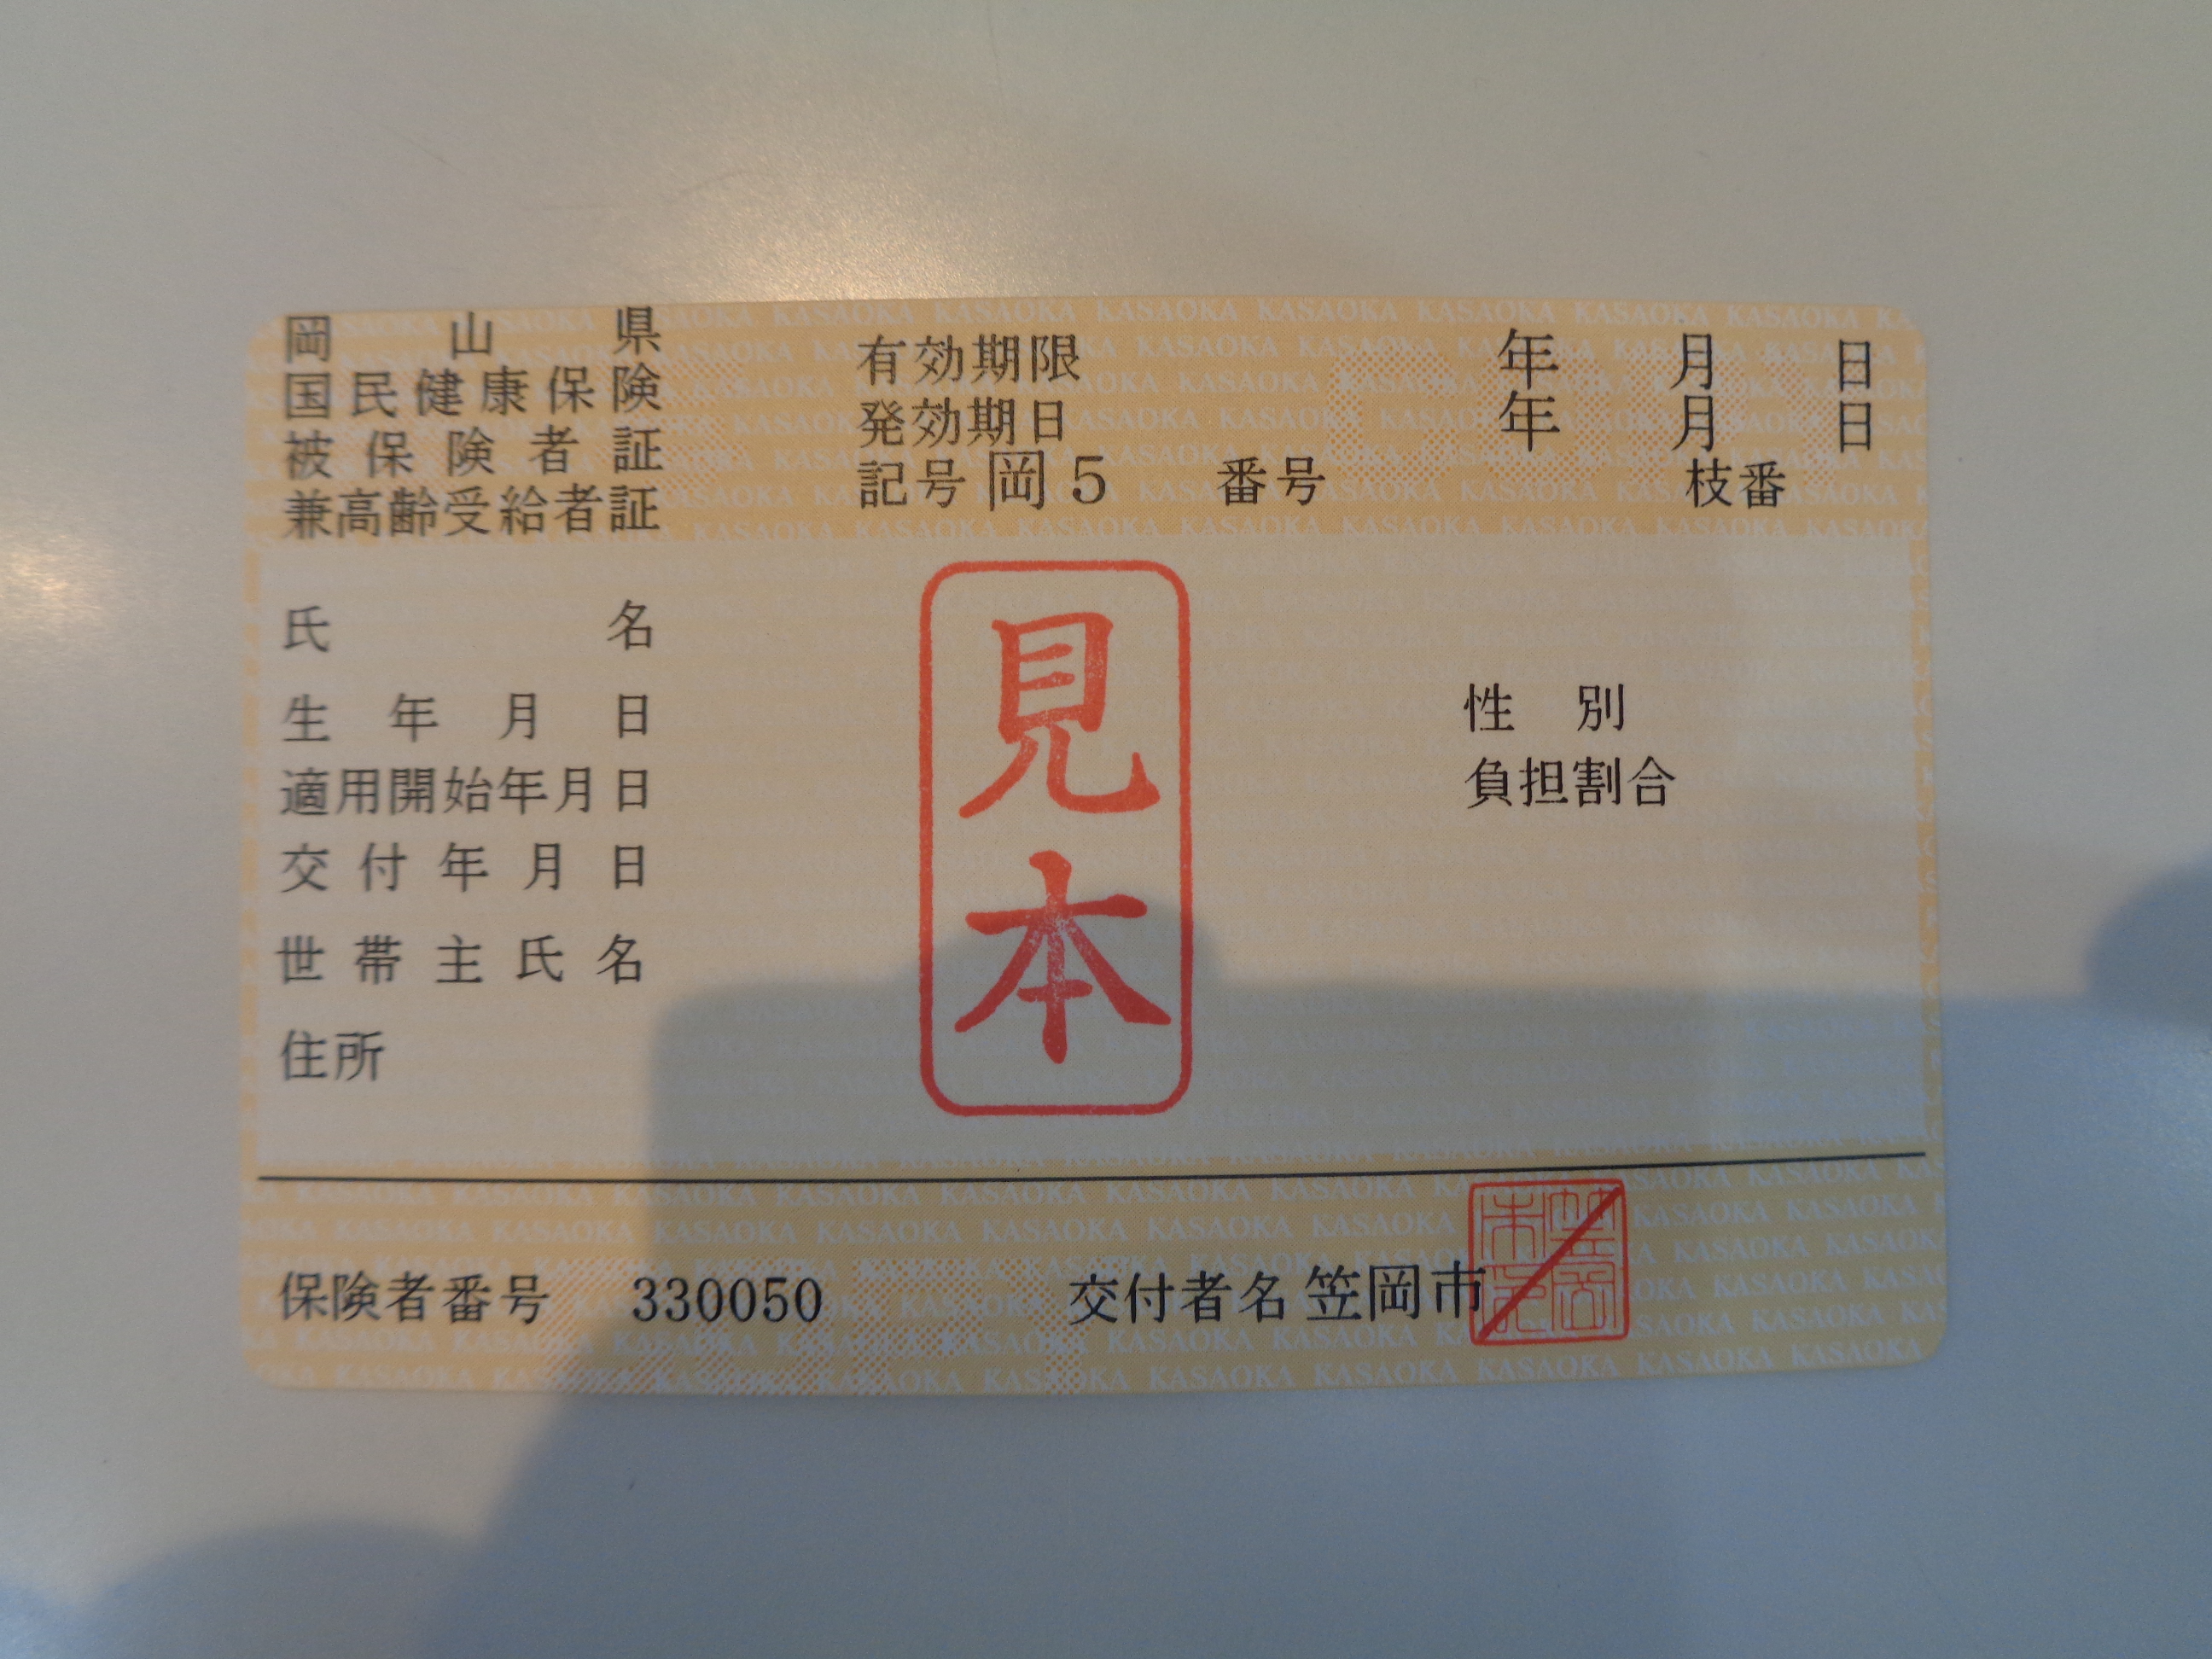 岡山県
国民健康保険
被保険者証
兼高齢受給者証
有効期限 年 月 日
発効期日 年 月 日
記号 岡5 番号 枝番
氏名
生年月日
性別
適用開始年月日
負担割合
交付年月日
世帯主氏名
住所
見本
保険者番号 330050
交付者名 笠岡市
KASAOKA